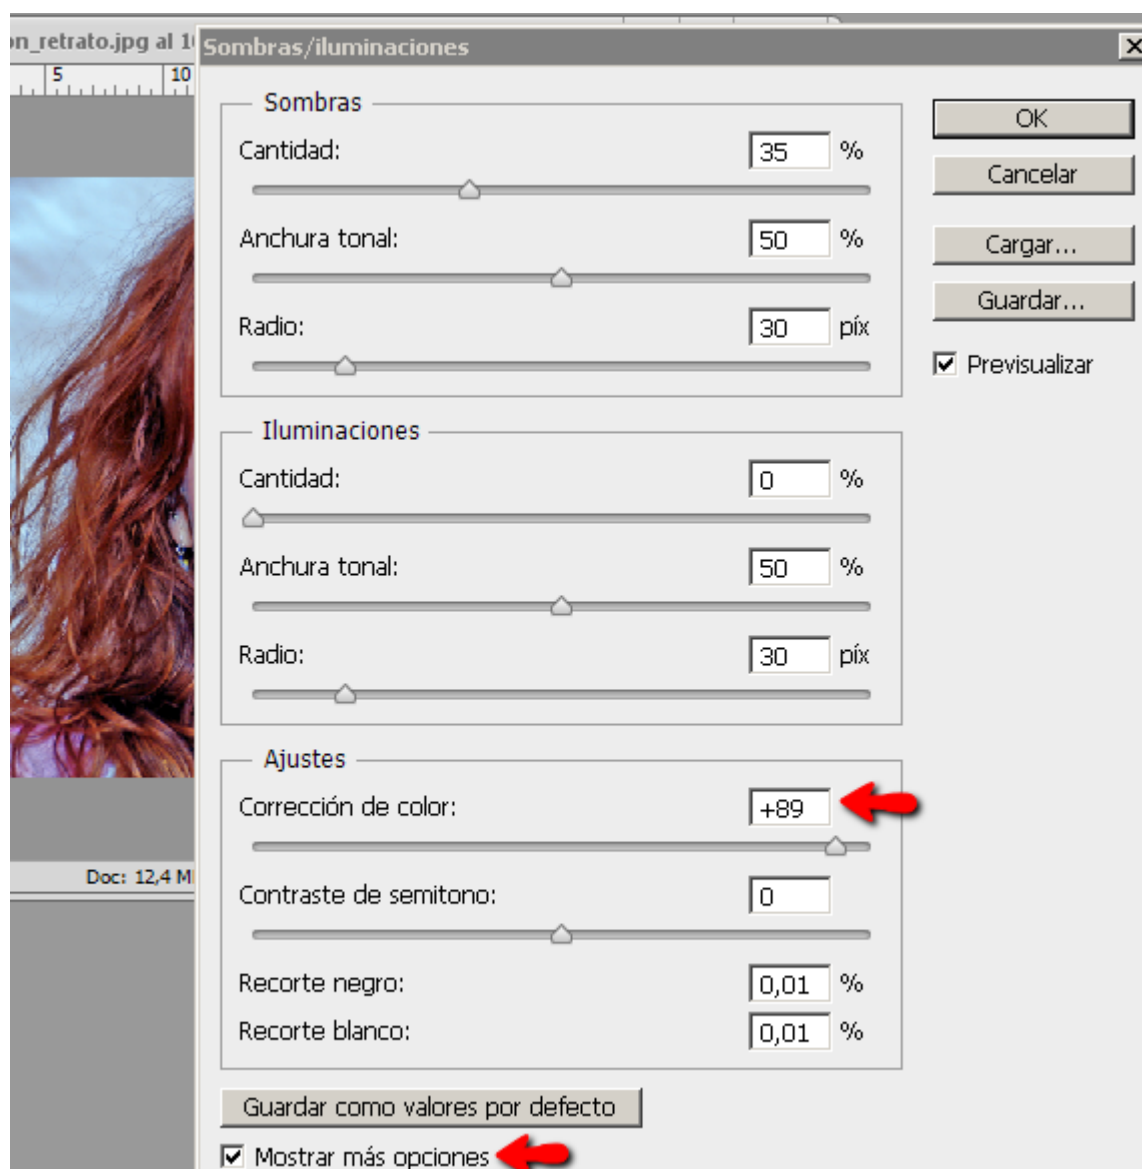 n_retrato.jpg al 1
Sombras/iluminaciones
5 10
Sombras
OK
Cantidad: 35 %
Cancelar
Anchura tonal: 50 %
Cargar...
Guardar...
Radio: 30 píx
Previsualizar
Iluminaciones
Cantidad: 0 %
Anchura tonal: 50 %
Radio: 30 píx
Ajustes
Corrección de color: +89
Doc: 12,4 M
Contraste de semitono: 0
Recorte negro: 0,01 %
Recorte blanco: 0,01 %
Guardar como valores por defecto
Mostrar más opciones